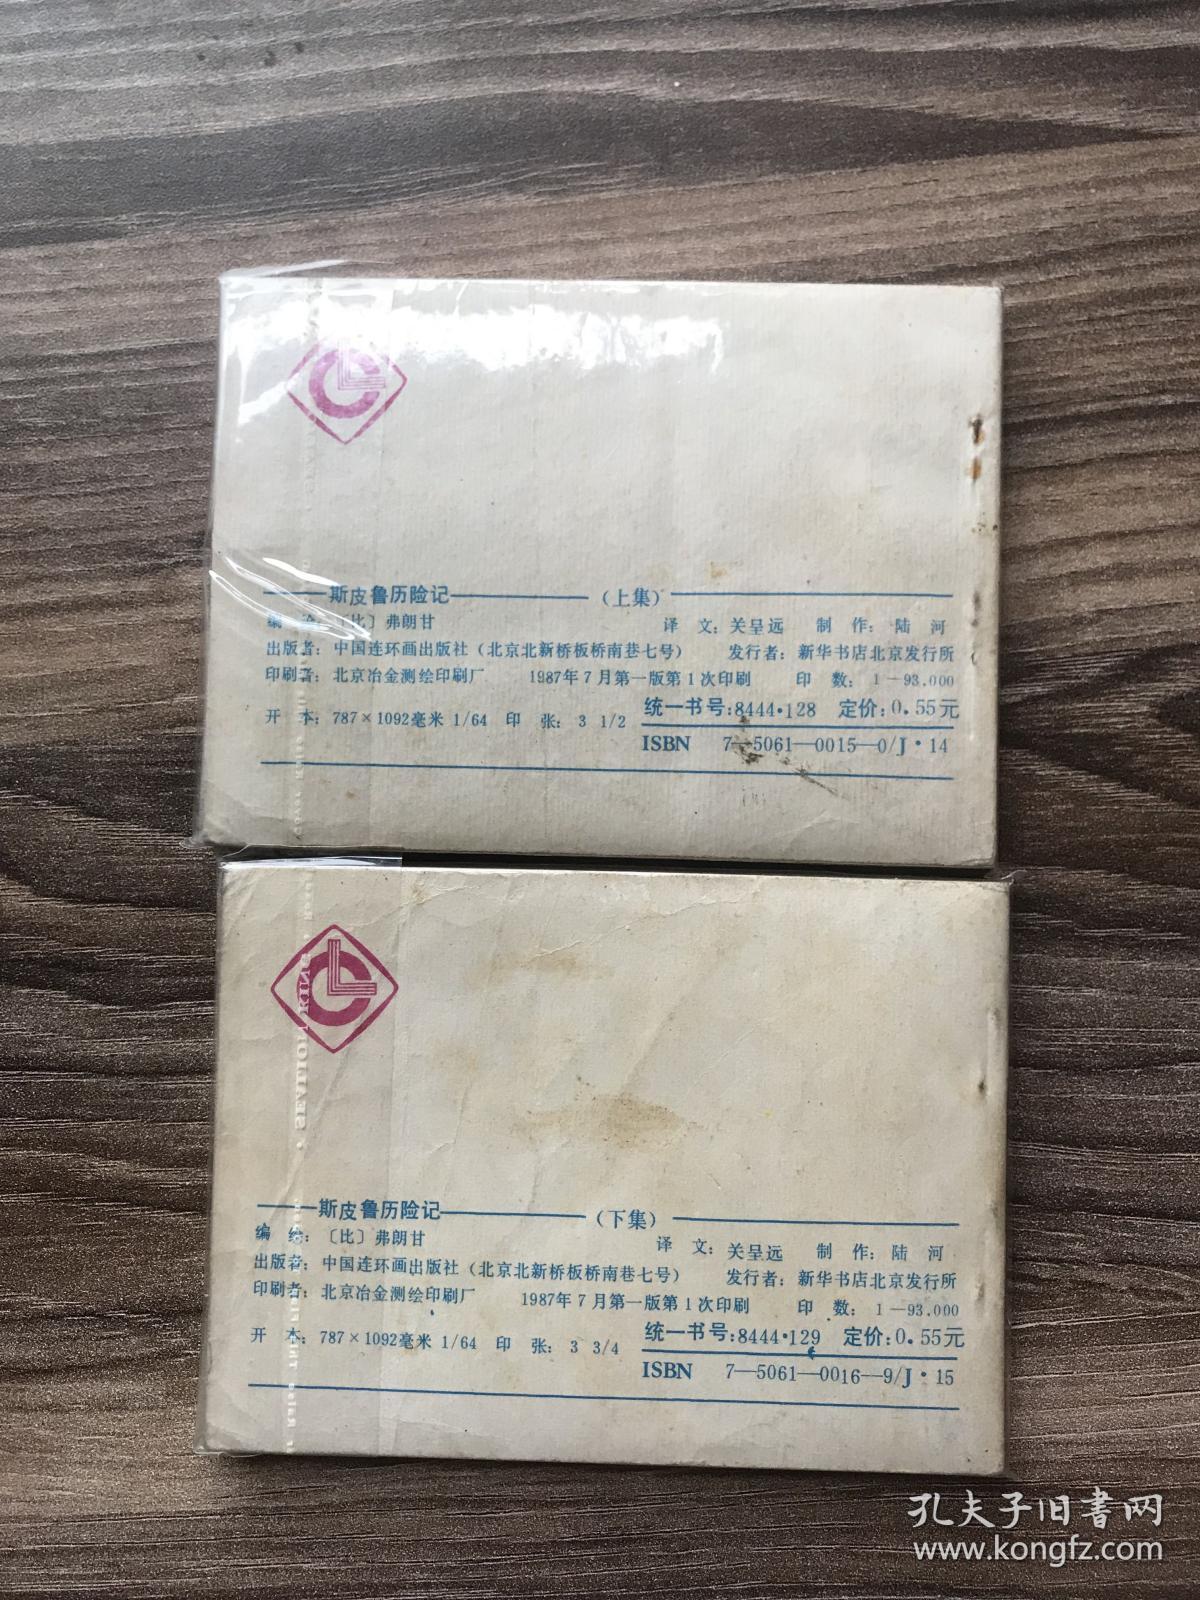 斯皮鲁历险记 (上集)
编 绘:〔比〕弗朗甘 译 文:关呈远 制 作:陆 河
出版者:中国连环画出版社(北京北新桥板桥南巷七号) 发行者:新华书店北京发行所
印刷者:北京冶金测绘印刷厂 1987年7月第一版第1次印刷 印 数:1—93.000
开 本:787×1092毫米 1/64 印 张:3 1/2 统一书号:8444·128 定价:0.55元
ISBN 7—5061—0015—0/J·14
斯皮鲁历险记 (下集)
编 绘:〔比〕弗朗甘 译 文:关呈远 制 作:陆 河
出版者:中国连环画出版社(北京北新桥板桥南巷七号) 发行者:新华书店北京发行所
印刷者:北京冶金测绘印刷厂 1987年7月第一版第1次印刷 印 数:1—93.000
开 本:787×1092毫米 1/64 印 张:3 3/4 统一书号:8444·129 定价:0.55元
ISBN 7—5061—0016—9/J·15
孔夫子旧书网
www.kongfz.com